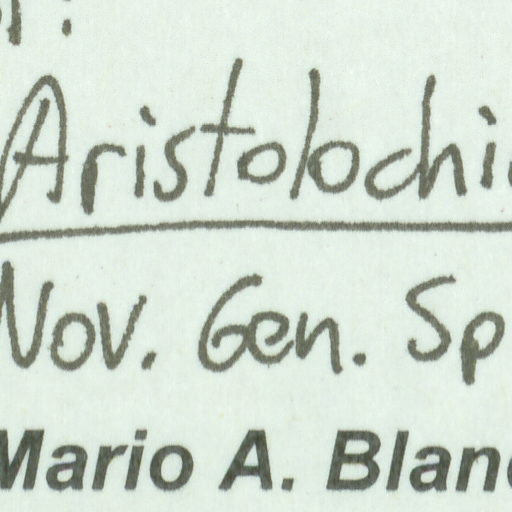 Aristolochi
Nov. Gen. Sp
Mario A. Blan